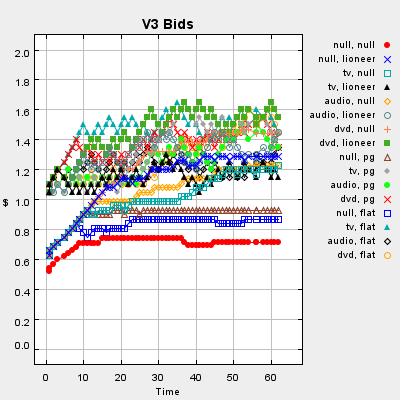 V3 Bids
2.0
1.8
1.6
1.4
1.2
1.0
0.8
0.6
0.4
0.2
0.0
$
0
10
20
30
40
50
60
Time
null, null
null, lioneer
tv, null
tv, lioneer
audio, null
audio, lioneer
dvd, null
dvd, lioneer
null, pg
tv, pg
audio, pg
dvd, pg
null, flat
tv, flat
audio, flat
dvd, flat